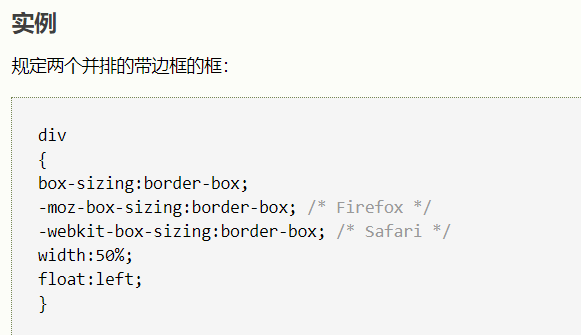 实例
规定两个并排的带边框的框：
div
{
box-sizing:border-box;
-moz-box-sizing:border-box; /* Firefox */
-webkit-box-sizing:border-box; /* Safari */
width:50%;
float:left;
}